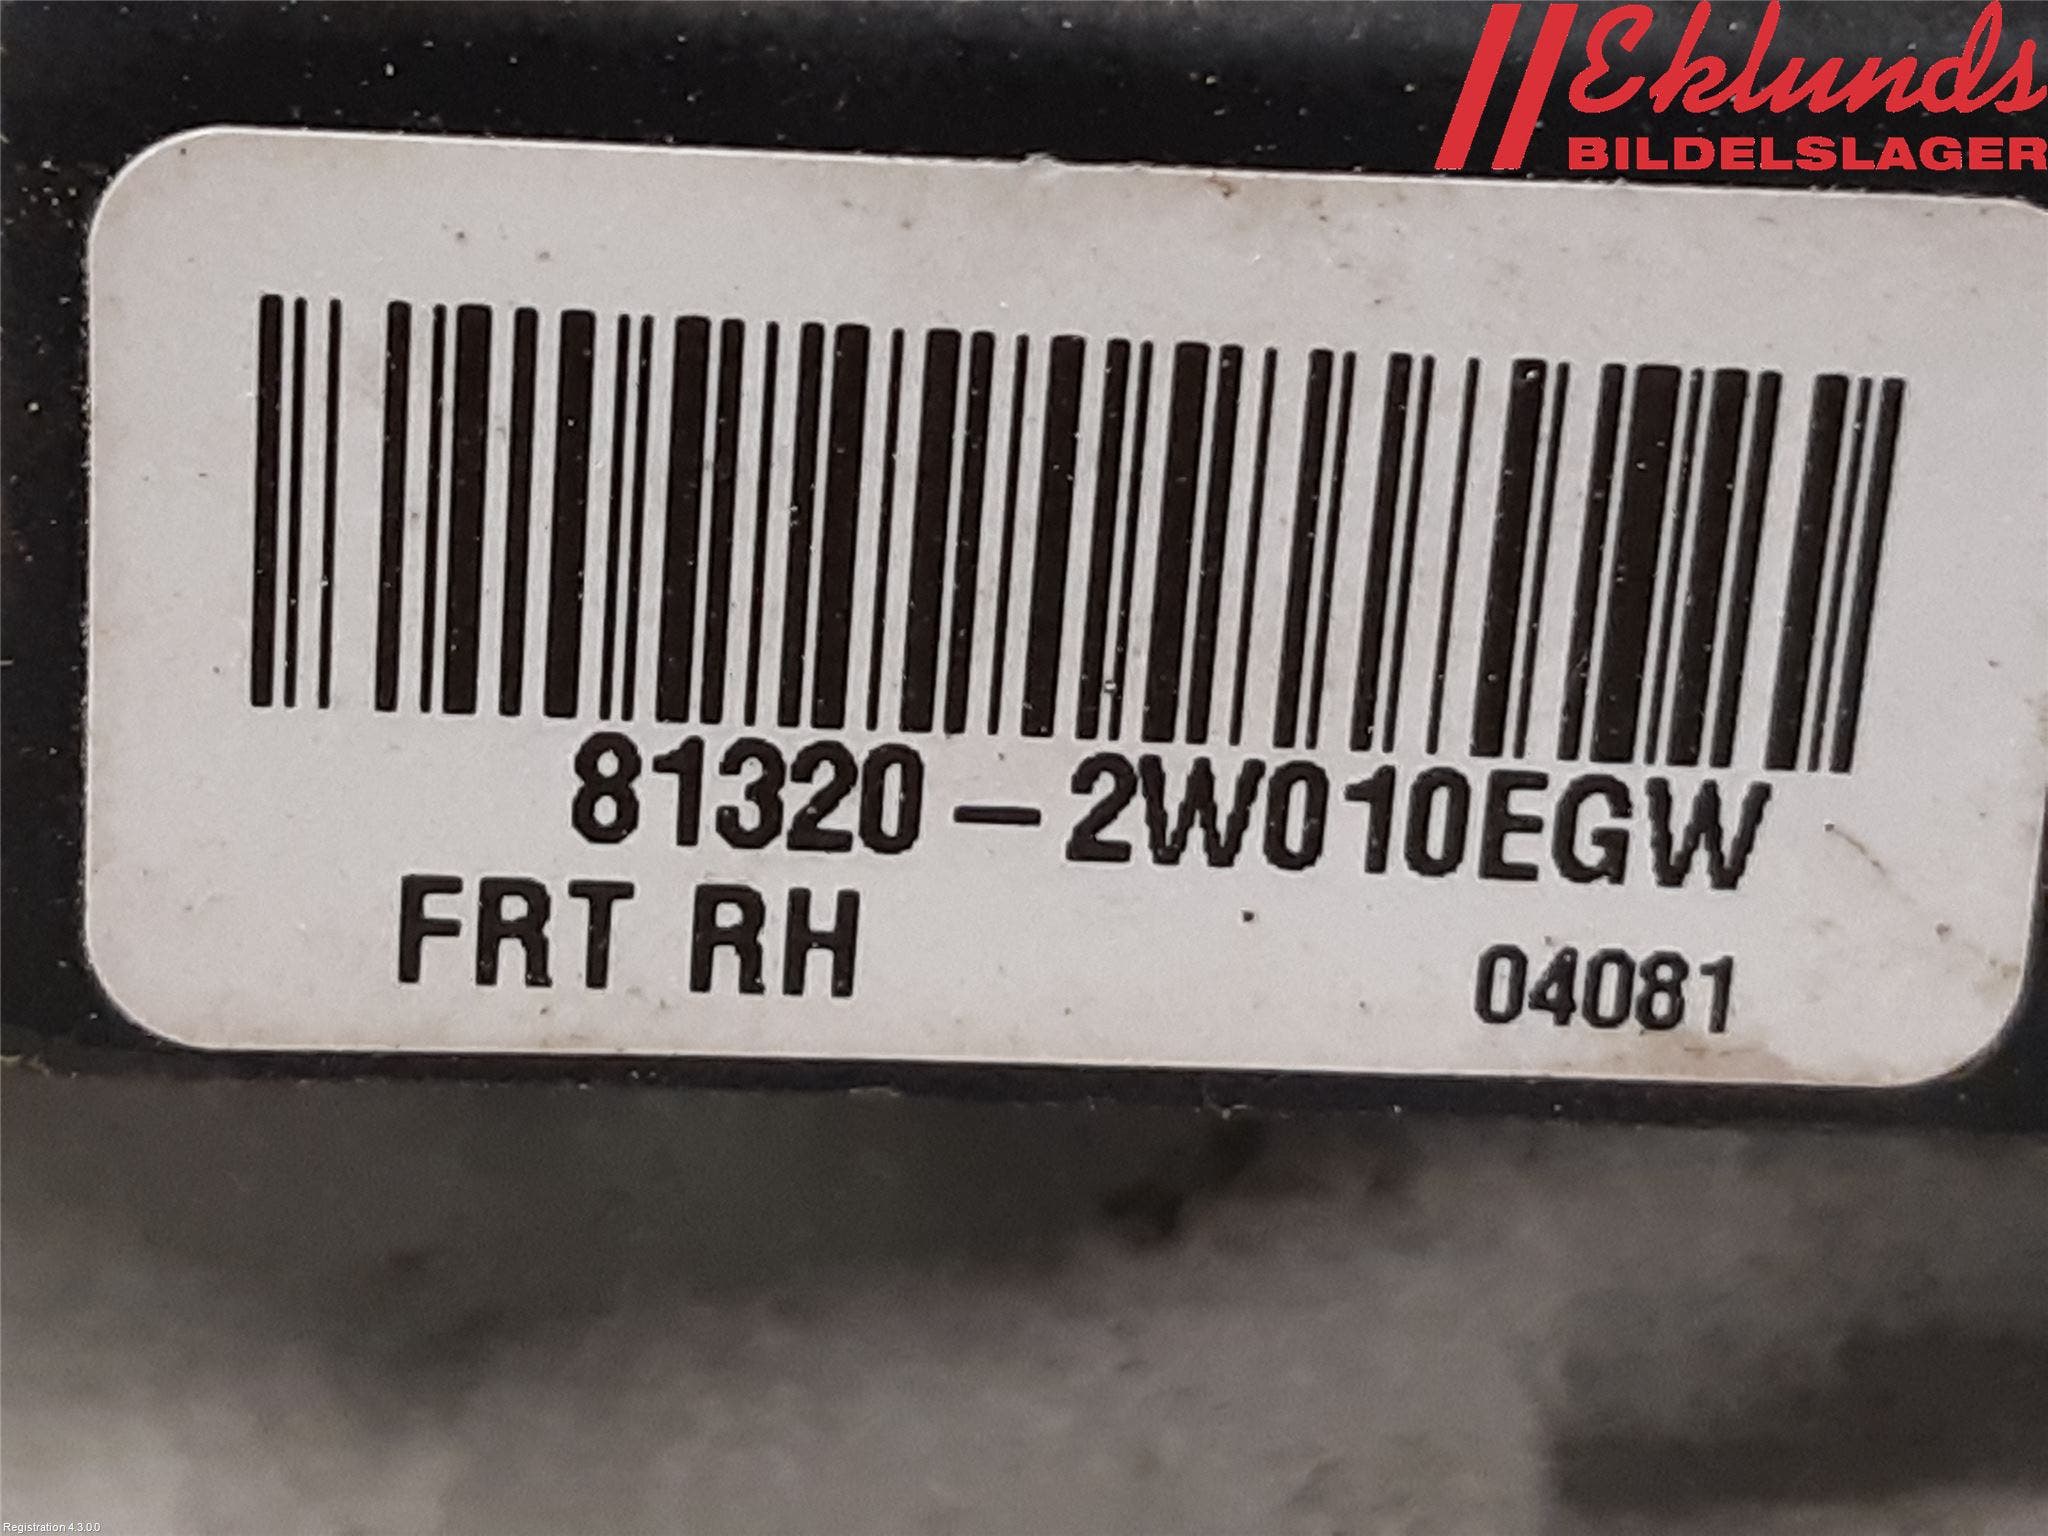 Eklunds
BILDELSLAGER
81320-2W010EGW
FRT RH
04081
Registration 4.3.0.0